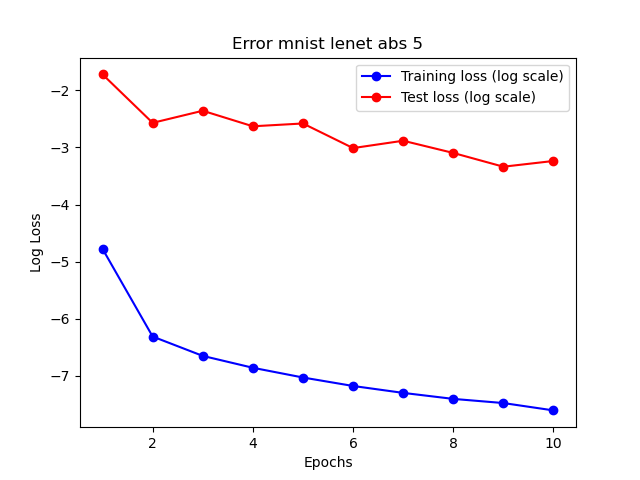 Error mnist lenet abs 5
Training loss (log scale)
Test loss (log scale)
Log Loss
−2
−3
−4
−5
−6
−7
2 4 6 8 10
Epochs